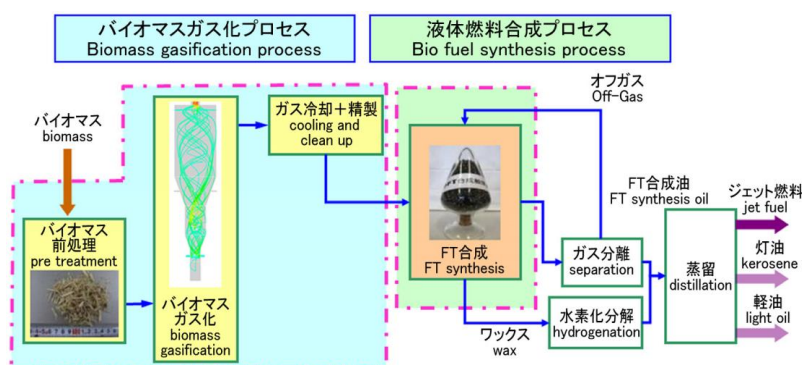 バイオマスガス化プロセス
Biomass gasification process
液体燃料合成プロセス
Bio fuel synthesis process
バイオマス
biomass
バイオマス
前処理
pre treatment
バイオマス
ガス化
biomass
gasification
ガス冷却+精製
cooling and
clean up
オフガス
Off-Gas
FT合成
FT synthesis
ガス分離
separation
ワックス
wax
水素化分解
hydrogenation
FT合成油
FT synthesis oil
蒸留
distillation
ジェット燃料
jet fuel
灯油
kerosene
軽油
light oil